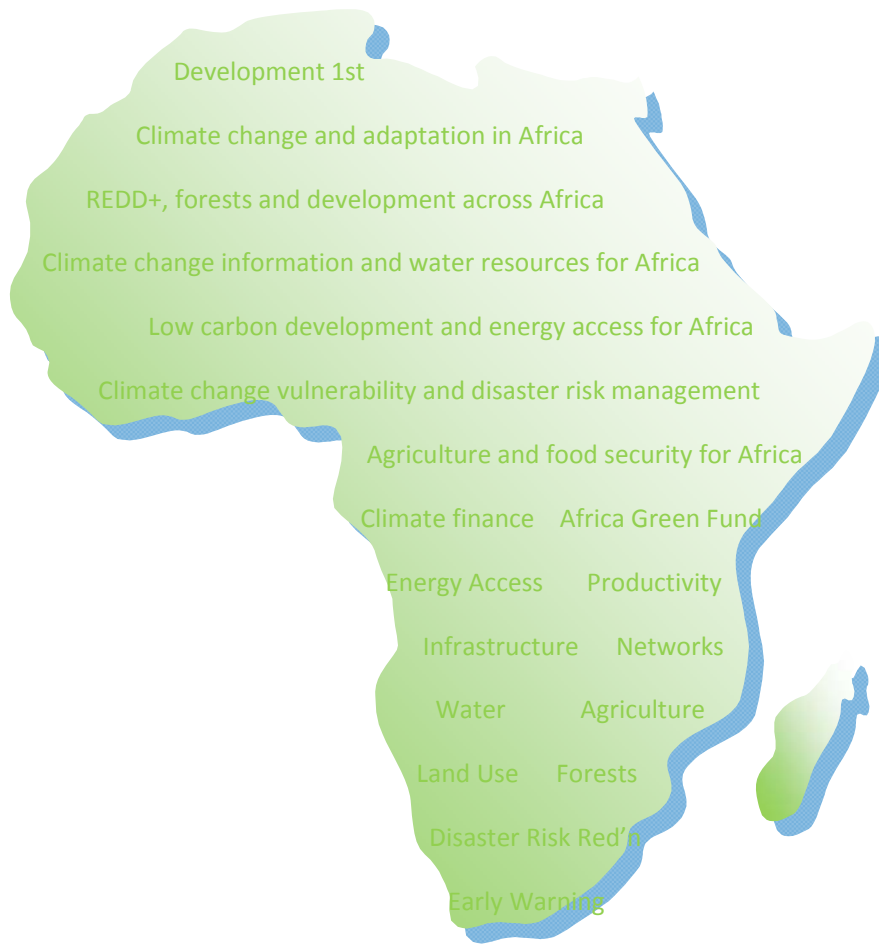 Development 1st
Climate change and adaptation in Africa
REDD+, forests and development across Africa
Climate change information and water resources for Africa
Low carbon development and energy access for Africa
Climate change vulnerability and disaster risk management
Agriculture and food security for Africa
Climate finance Africa Green Fund
Energy Access Productivity
Infrastructure Networks
Water Agriculture
Land Use Forests
Disaster Risk Red’n
Early Warning